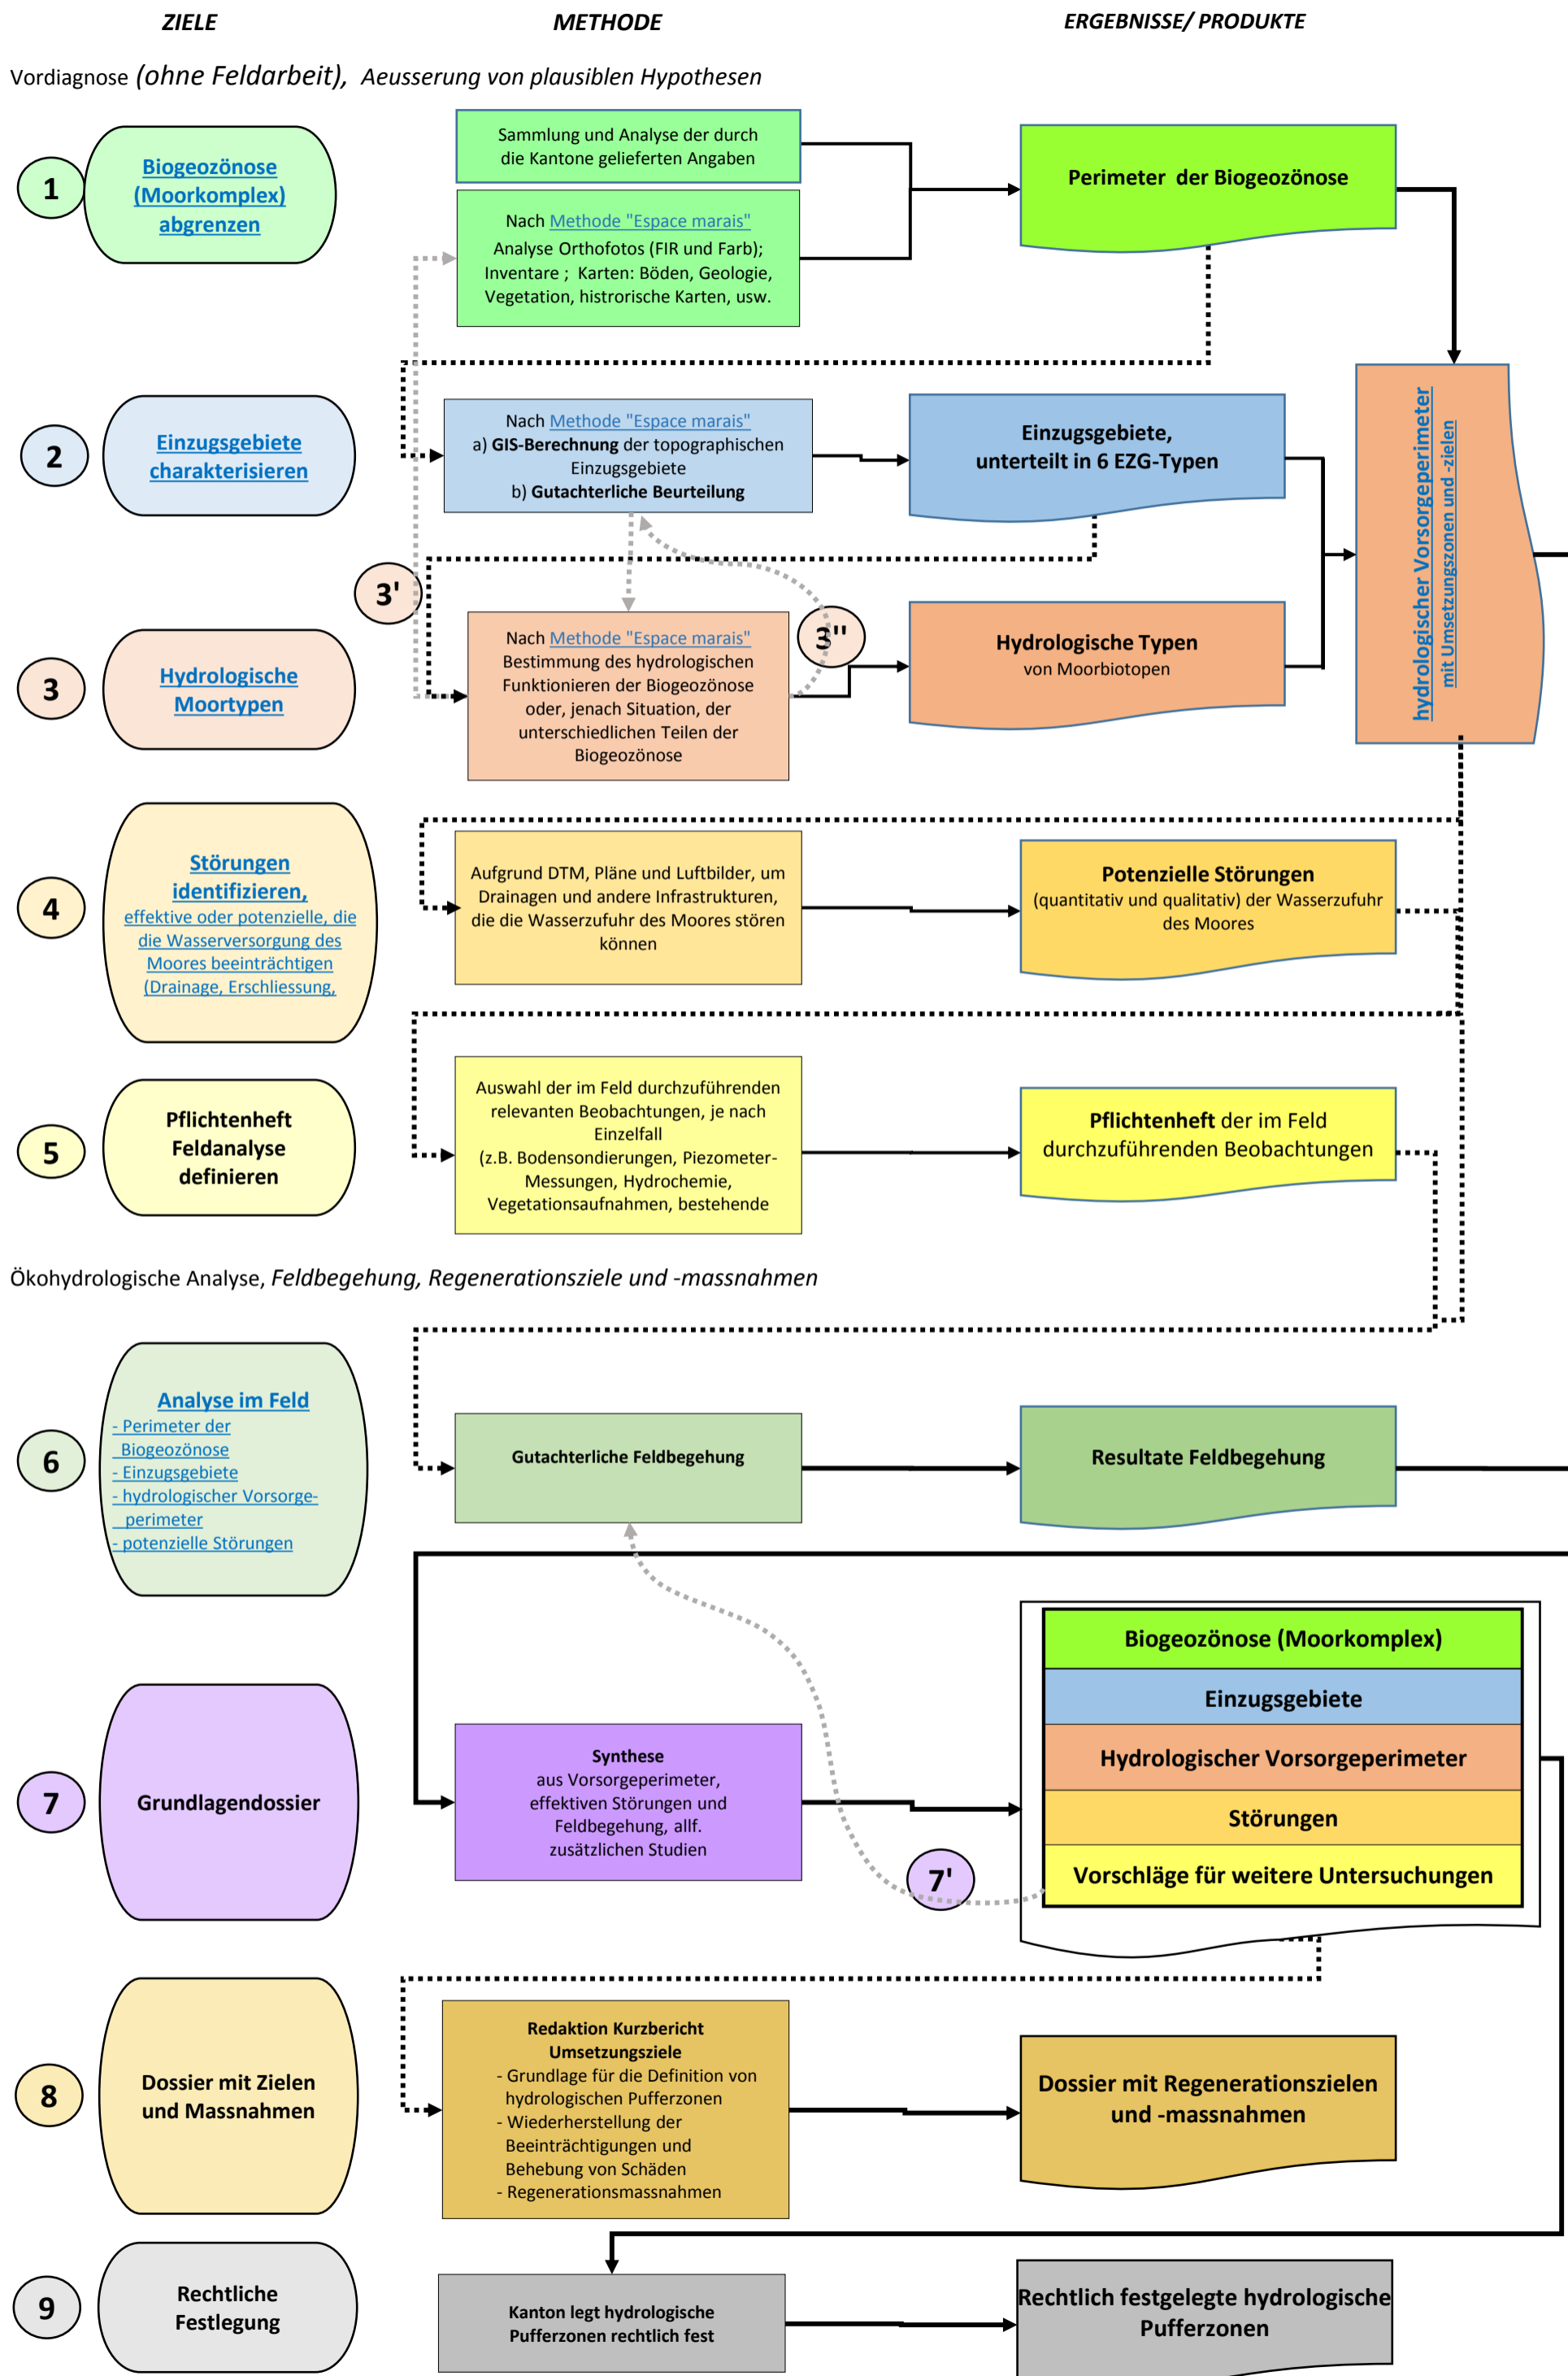 ZIELE
METHODE
ERGEBNISSE/ PRODUKTE
Vordiagnose (ohne Feldarbeit), Aeusserung von plausiblen Hypothesen
1
Biogeozönose
(Moorkomplex)
abgrenzen
Sammlung und Analyse der durch
die Kantone gelieferten Angaben
Nach Methode "Espace marais"
Analyse Orthofotos (FIR und Farb);
Inventare ; Karten: Böden, Geologie,
Vegetation, histrorische Karten, usw.
Perimeter der Biogeozönose
2
Einzugsgebiete
charakterisieren
Nach Methode "Espace marais"
a) GIS-Berechnung der topographischen
Einzugsgebiete
b) Gutachterliche Beurteilung
Einzugsgebiete,
unterteilt in 6 EZG-Typen
hydrologischer Vorsorgeperimeter
mit Umsetzungszonen und -zielen
3'
3
Hydrologische
Moortypen
Nach Methode "Espace marais"
Bestimmung des hydrologischen
Funktionieren der Biogeozönose
oder, jenach Situation, der
unterschiedlichen Teilen der
Biogeozönose
3''
Hydrologische Typen
von Moorbiotopen
4
Störungen
identifizieren,
effektive oder potenzielle, die
die Wasserversorgung des
Moores beeinträchtigen
(Drainage, Erschliessung,
Aufgrund DTM, Pläne und Luftbilder, um
Drainagen und andere Infrastrukturen,
die die Wasserzufuhr des Moores stören
können
Potenzielle Störungen
(quantitativ und qualitativ) der Wasserzufuhr
des Moores
5
Pflichtenheft
Feldanalyse
definieren
Auswahl der im Feld durchzuführenden
relevanten Beobachtungen, je nach
Einzelfall
(z.B. Bodensondierungen, Piezometer-
Messungen, Hydrochemie,
Vegetationsaufnahmen, bestehende
Pflichtenheft der im Feld
durchzuführenden Beobachtungen
Ökohydrologische Analyse, Feldbegehung, Regenerationsziele und -massnahmen
6
Analyse im Feld
- Perimeter der
Biogeozönose
- Einzugsgebiete
- hydrologischer Vorsorge-
perimeter
- potenzielle Störungen
Gutachterliche Feldbegehung
Resultate Feldbegehung
7
Grundlagendossier
Synthese
aus Vorsorgeperimeter,
effektiven Störungen und
Feldbegehung, allf.
zusätzlichen Studien
7'
Biogeozönose (Moorkomplex)
Einzugsgebiete
Hydrologischer Vorsorgeperimeter
Störungen
Vorschläge für weitere Untersuchungen
8
Dossier mit Zielen
und Massnahmen
Redaktion Kurzbericht
Umsetzungsziele
- Grundlage für die Definition von
hydrologischen Pufferzonen
- Wiederherstellung der
Beeinträchtigungen und
Behebung von Schäden
- Regenerationsmassnahmen
Dossier mit Regenerationszielen
und -massnahmen
9
Rechtliche
Festlegung
Kanton legt hydrologische
Pufferzonen rechtlich fest
Rechtlich festgelegte hydrologische
Pufferzonen